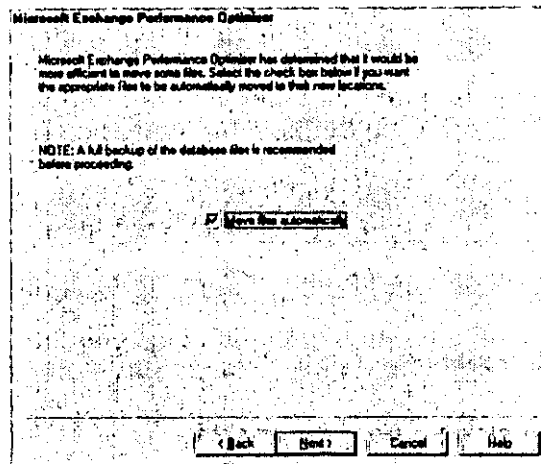 Microsoft Exchange Performance Optimizer
Microsoft Exchange Performance Optimizer has determined that it would be
more efficient to move some files. Select the check box below if you want
the appropriate files to be automatically moved to their new locations.
NOTE: A full backup of the database files is recommended
before proceeding.
Move files automatically
< Back
Next >
Cancel
Help